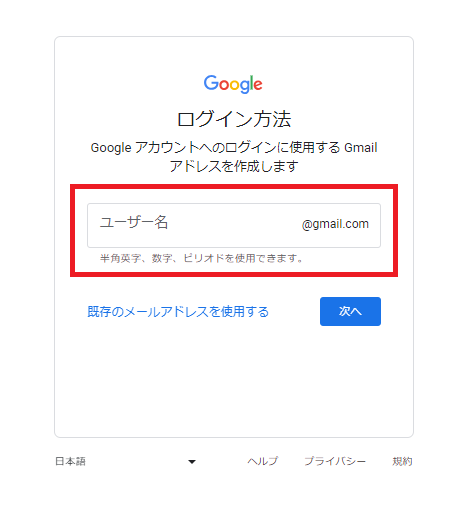 Google
ログイン方法
Google アカウントへのログインに使用する Gmail
アドレスを作成します
ユーザー名 @gmail.com
半角英字、数字、ピリオドを使用できます。
既存のメールアドレスを使用する 次へ
日本語 ヘルプ プライバシー 規約